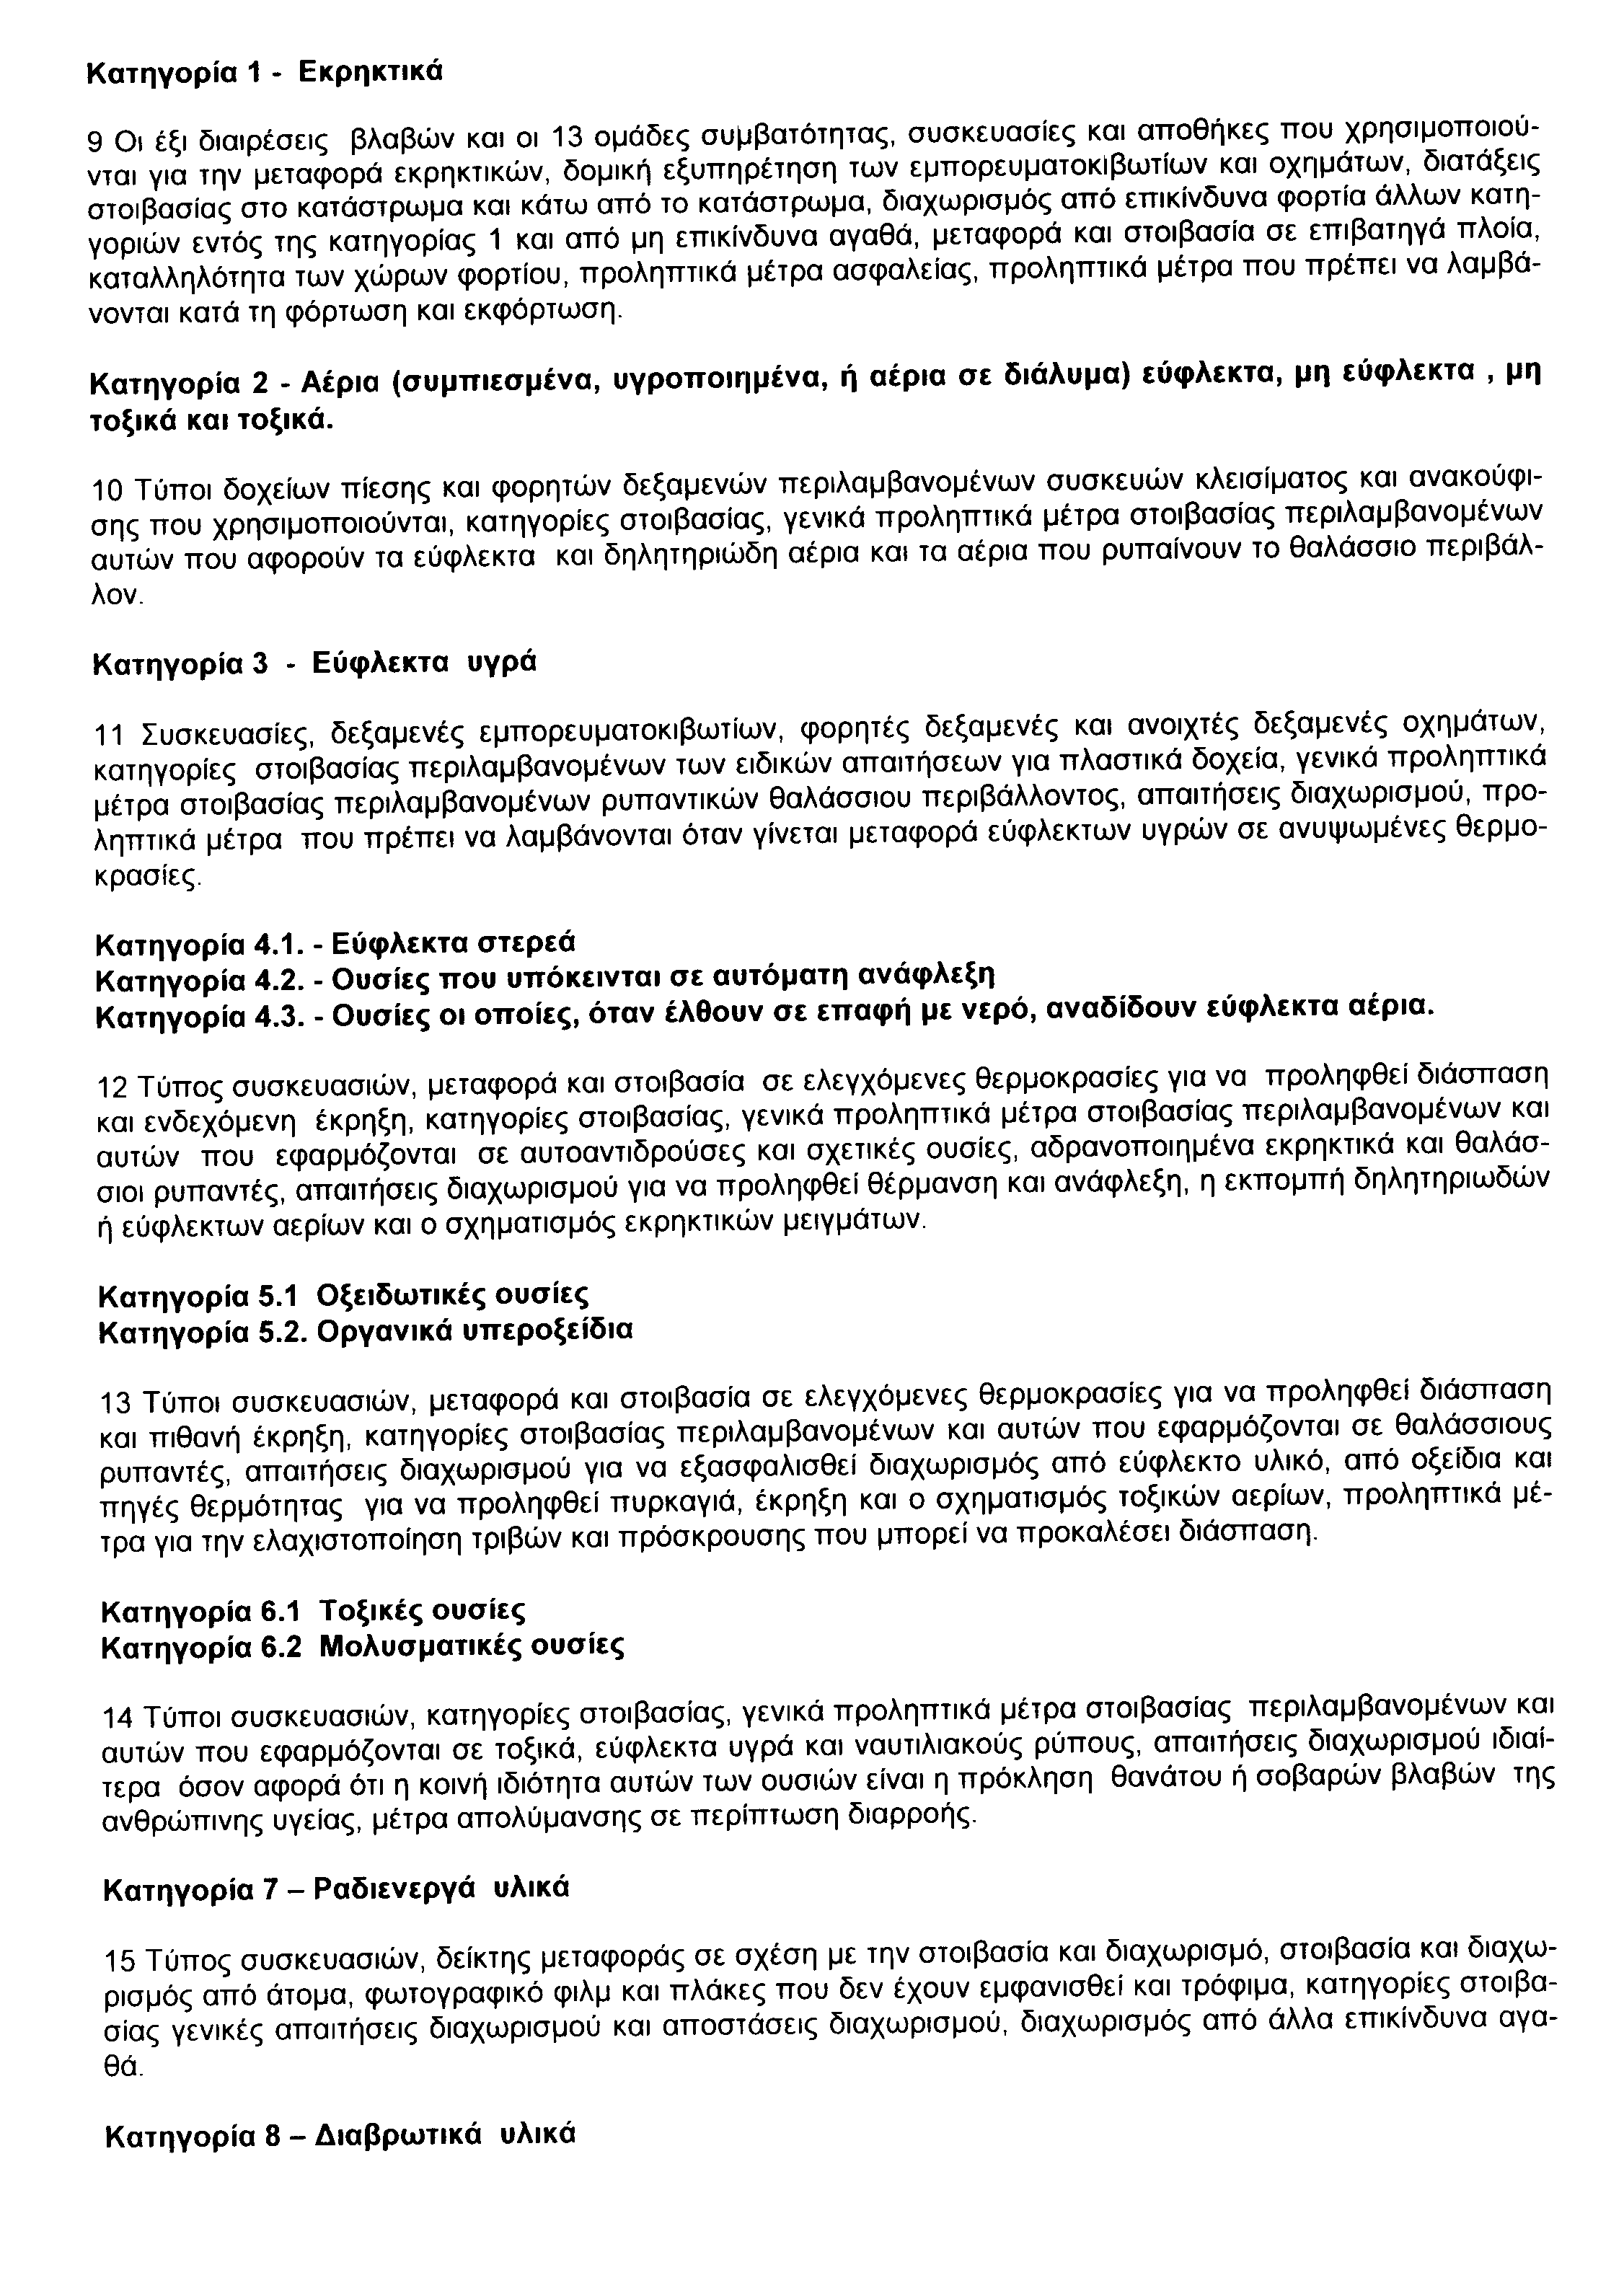 Κατηγορία 1 - Εκρηκτικά
9 Οι έξι διαιρέσεις βλαβών και οι 13 ομάδες συμβατότητας, συσκευασίες και αποθήκες που χρησιμοποιού-
νται για την μεταφορά εκρηκτικών, δομική εξυπηρέτηση των εμπορευματοκιβωτίων και οχημάτων, διατάξεις
στοιβασίας στο κατάστρωμα και κάτω από το κατάστρωμα, διαχωρισμός από επικίνδυνα φορτία άλλων κατη-
γοριών εντός της κατηγορίας 1 και από μη επικίνδυνα αγαθά, μεταφορά και στοιβασία σε επιβατηγά πλοία,
καταλληλότητα των χώρων φορτίου, προληπτικά μέτρα ασφαλείας, προληπτικά μέτρα που πρέπει να λαμβά-
νονται κατά τη φόρτωση και εκφόρτωση.
Κατηγορία 2 - Αέρια (συμπιεσμένα, υγροποιημένα, ή αέρια σε διάλυμα) εύφλεκτα, μη εύφλεκτα , μη
τοξικά και τοξικά.
10 Τύποι δοχείων πίεσης και φορητών δεξαμενών περιλαμβανομένων συσκευών κλεισίματος και ανακούφι-
σης που χρησιμοποιούνται, κατηγορίες στοιβασίας, γενικά προληπτικά μέτρα στοιβασίας περιλαμβανομένων
αυτών που αφορούν τα εύφλεκτα και δηλητηριώδη αέρια και τα αέρια που ρυπαίνουν το θαλάσσιο περιβάλ-
λον.
Κατηγορία 3 - Εύφλεκτα υγρά
11 Συσκευασίες, δεξαμενές εμπορευματοκιβωτίων, φορητές δεξαμενές και ανοιχτές δεξαμενές οχημάτων,
κατηγορίες στοιβασίας περιλαμβανομένων των ειδικών απαιτήσεων για πλαστικά δοχεία, γενικά προληπτικά
μέτρα στοιβασίας περιλαμβανομένων ρυπαντικών θαλάσσιου περιβάλλοντος, απαιτήσεις διαχωρισμού, προ-
ληπτικά μέτρα που πρέπει να λαμβάνονται όταν γίνεται μεταφορά εύφλεκτων υγρών σε ανυψωμένες θερμο-
κρασίες.
Κατηγορία 4.1. - Εύφλεκτα στερεά
Κατηγορία 4.2. - Ουσίες που υπόκεινται σε αυτόματη ανάφλεξη
Κατηγορία 4.3. - Ουσίες οι οποίες, όταν έλθουν σε επαφή με νερό, αναδίδουν εύφλεκτα αέρια.
12 Τύπος συσκευασιών, μεταφορά και στοιβασία σε ελεγχόμενες θερμοκρασίες για να προληφθεί διάσπαση
και ενδεχόμενη έκρηξη, κατηγορίες στοιβασίας, γενικά προληπτικά μέτρα στοιβασίας περιλαμβανομένων και
αυτών που εφαρμόζονται σε αυτοαντιδρούσες και σχετικές ουσίες, αδρανοποιημένα εκρηκτικά και θαλάσ-
σιοι ρυπαντές, απαιτήσεις διαχωρισμού για να προληφθεί θέρμανση και ανάφλεξη, η εκπομπή δηλητηριωδών
ή εύφλεκτων αερίων και ο σχηματισμός εκρηκτικών μειγμάτων.
Κατηγορία 5.1 Οξειδωτικές ουσίες
Κατηγορία 5.2. Οργανικά υπεροξείδια
13 Τύποι συσκευασιών, μεταφορά και στοιβασία σε ελεγχόμενες θερμοκρασίες για να προληφθεί διάσπαση
και πιθανή έκρηξη, κατηγορίες στοιβασίας περιλαμβανομένων και αυτών που εφαρμόζονται σε θαλάσσιους
ρυπαντές, απαιτήσεις διαχωρισμού για να εξασφαλισθεί διαχωρισμός από εύφλεκτο υλικό, από οξείδια και
πηγές θερμότητας για να προληφθεί πυρκαγιά, έκρηξη και ο σχηματισμός τοξικών αερίων, προληπτικά μέ-
τρα για την ελαχιστοποίηση τριβών και πρόσκρουσης που μπορεί να προκαλέσει διάσπαση.
Κατηγορία 6.1 Τοξικές ουσίες
Κατηγορία 6.2 Μολυσματικές ουσίες
14 Τύποι συσκευασιών, κατηγορίες στοιβασίας, γενικά προληπτικά μέτρα στοιβασίας περιλαμβανομένων και
αυτών που εφαρμόζονται σε τοξικά, εύφλεκτα υγρά και ναυτιλιακούς ρύπους, απαιτήσεις διαχωρισμού ιδιαί-
τερα όσον αφορά ότι η κοινή ιδιότητα αυτών των ουσιών είναι η πρόκληση θανάτου ή σοβαρών βλαβών της
ανθρώπινης υγείας, μέτρα απολύμανσης σε περίπτωση διαρροής.
Κατηγορία 7 – Ραδιενεργά υλικά
15 Τύπος συσκευασιών, δείκτης μεταφοράς σε σχέση με την στοιβασία και διαχωρισμό, στοιβασία και διαχω-
ρισμός από άτομα, φωτογραφικό φιλμ και πλάκες που δεν έχουν εμφανισθεί και τρόφιμα, κατηγορίες στοιβα-
σίας γενικές απαιτήσεις διαχωρισμού και αποστάσεις διαχωρισμού, διαχωρισμός από άλλα επικίνδυνα αγα-
θά.
Κατηγορία 8 – Διαβρωτικά υλικά